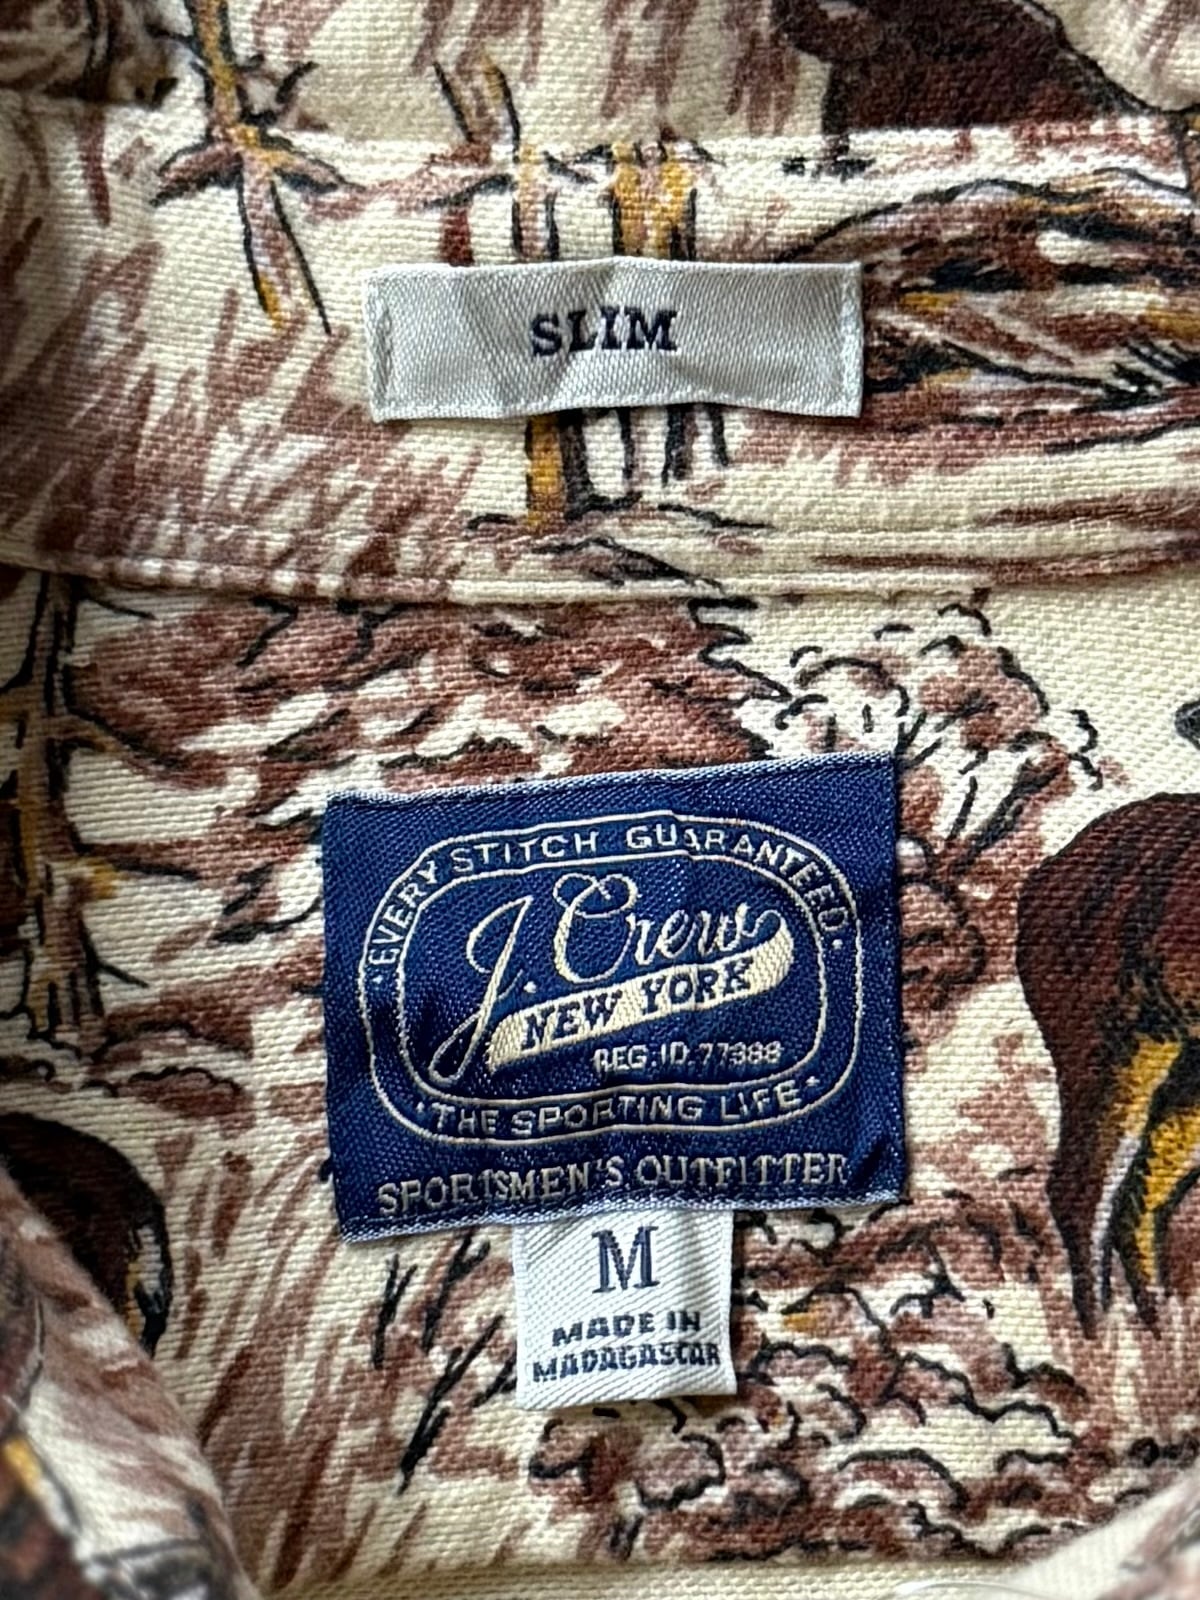 SLIM
·EVERY STITCH GUARANTEED·
J.Crew
NEW YORK
REG. ID. 77388
·THE SPORTING LIFE·
SPORTSMEN'S OUTFITTER
M
MADE IN
MADAGASCAR